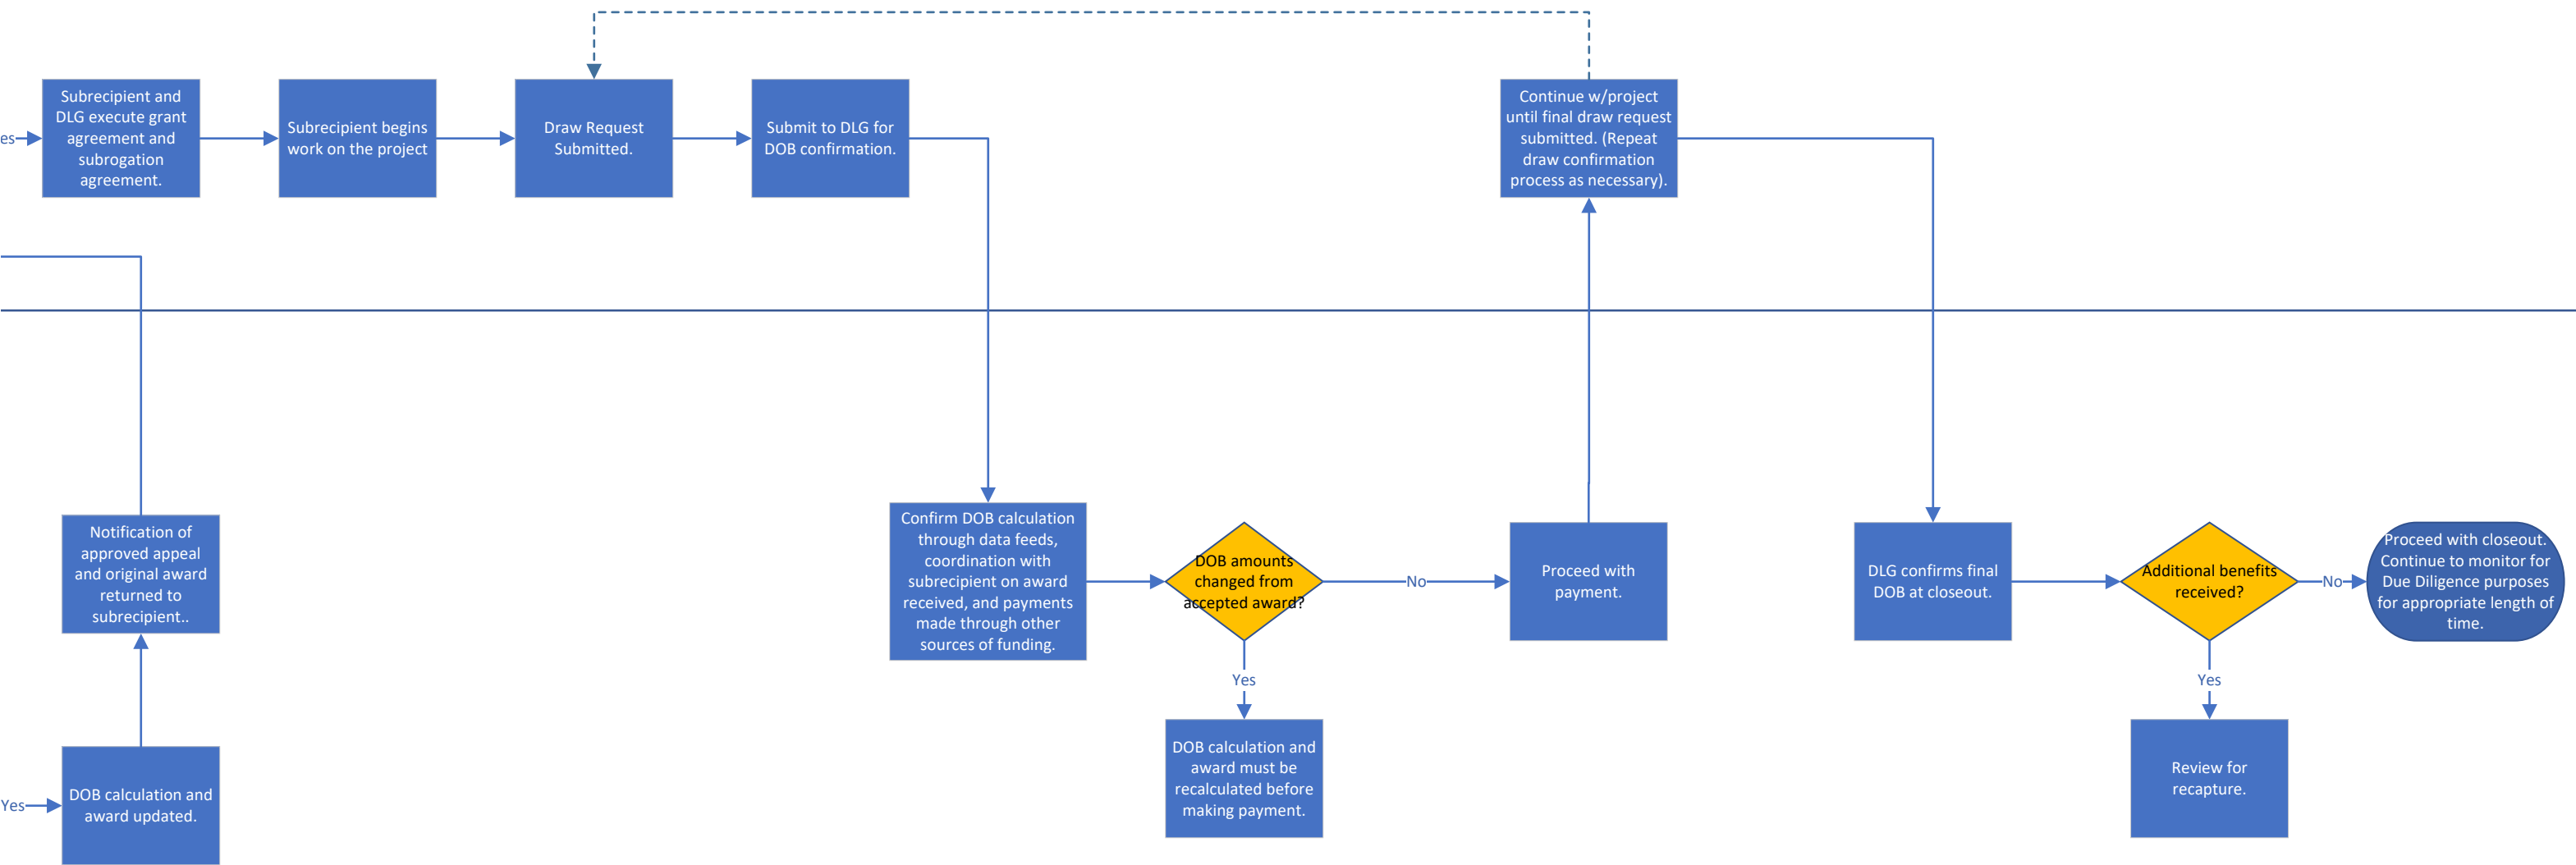 es
Subrecipient and
DLG execute grant
agreement and
subrogation
agreement.
Subrecipient begins
work on the project
Draw Request
Submitted.
Submit to DLG for
DOB confirmation.
Continue w/project
until final draw request
submitted. (Repeat
draw confirmation
process as necessary).
Notification of
approved appeal
and original award
returned to
subrecipient..
Confirm DOB calculation
through data feeds,
coordination with
subrecipient on award
received, and payments
made through other
sources of funding.
DOB amounts
changed from
accepted award?
No
Proceed with
payment.
DLG confirms final
DOB at closeout.
Additional benefits
received?
No
Proceed with closeout.
Continue to monitor for
Due Diligence purposes
for appropriate length of
time.
Yes
Yes
Yes
DOB calculation and
award updated.
DOB calculation and
award must be
recalculated before
making payment.
Review for
recapture.